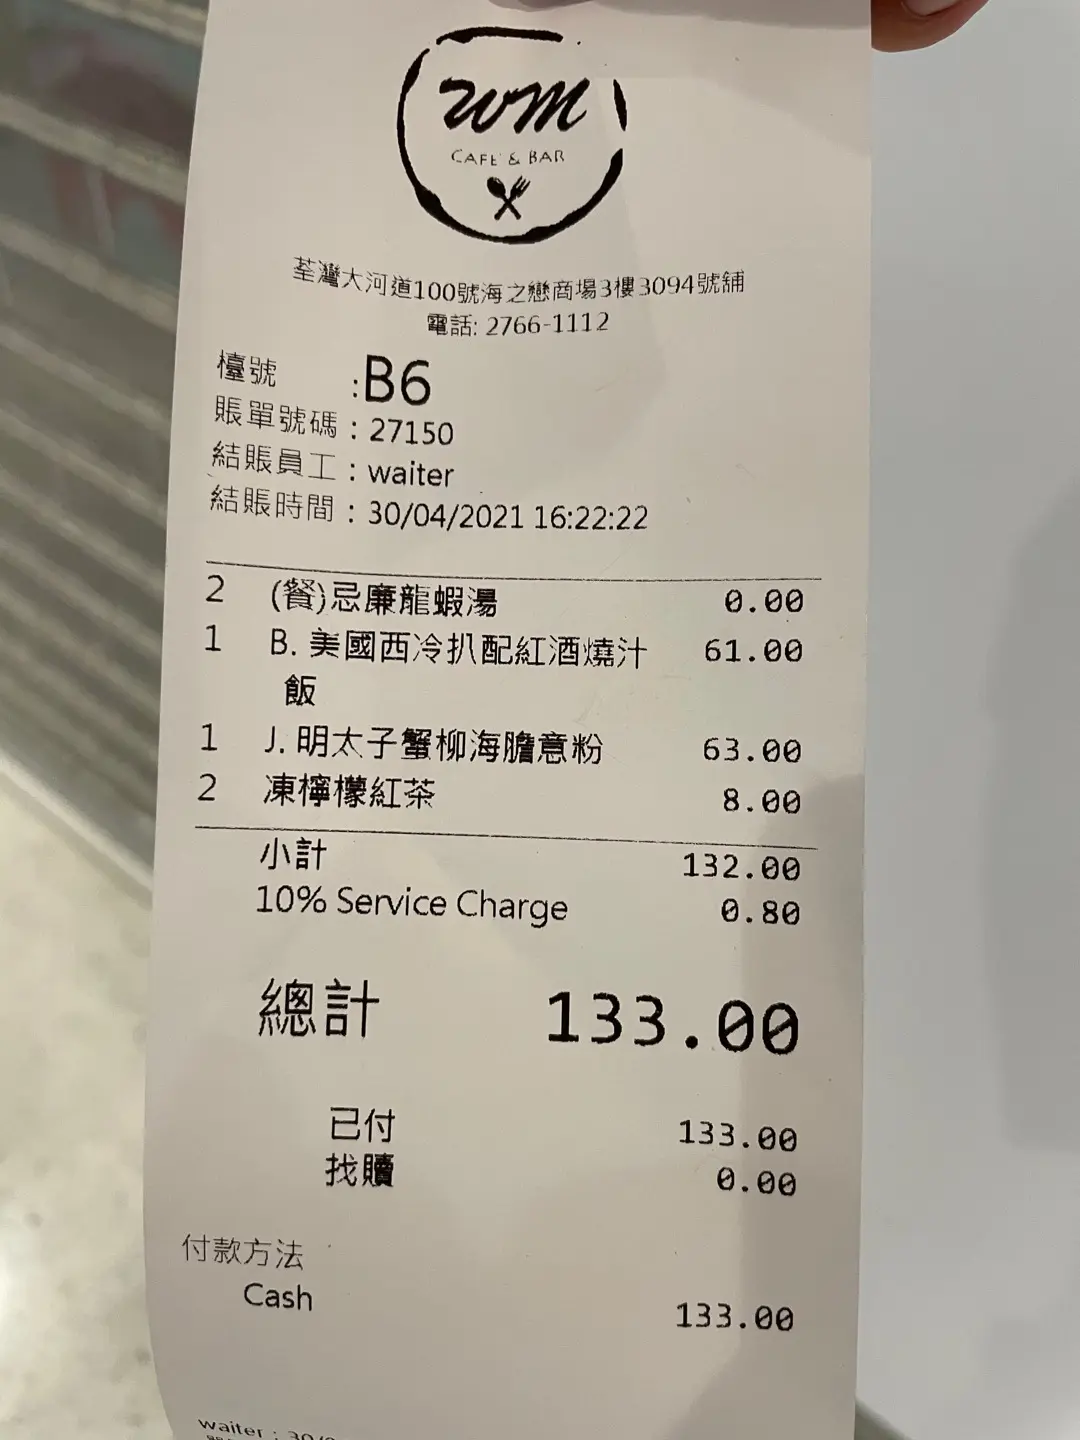 wm
CAFE & BAR
荃灣大河道100號海之戀商場3樓3094號舖
電話: 2766-1112
檯號 :B6
賬單號碼 : 27150
結賬員工 : waiter
結賬時間 : 30/04/2021 16:22:22
2 (餐)忌廉龍蝦湯 0.00
1 B. 美國西冷扒配紅酒燒汁 61.00
飯
1 J. 明太子蟹柳海膽意粉 63.00
2 凍檸檬紅茶 8.00
小計 132.00
10% Service Charge 0.80
總計 133.00
已付 133.00
找贖 0.00
付款方法
Cash 133.00
waiter :